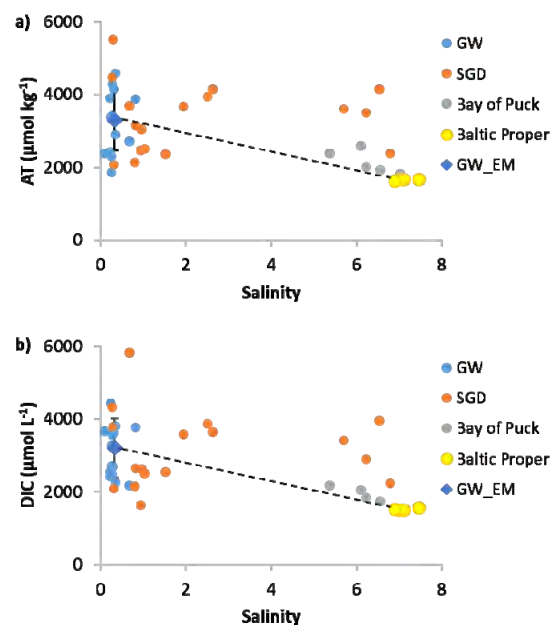 a)
6000
4000
2000
0
AT (µmol kg⁻¹)
0 2 4 6 8
Salinity
GW
SGD
Bay of Puck
Baltic Proper
GW_EM
b)
6000
4000
2000
0
DIC (µmol L⁻¹)
0 2 4 6 8
Salinity
GW
SGD
Bay of Puck
Baltic Proper
GW_EM